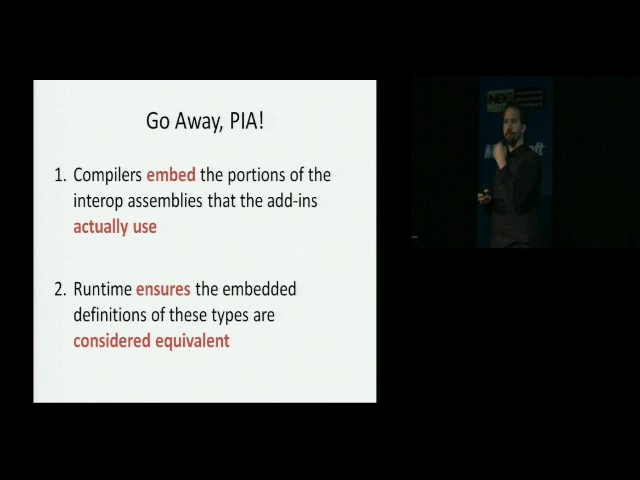 Go Away, PIA!
1. Compilers embed the portions of the
interop assemblies that the add-ins
actually use
2. Runtime ensures the embedded
definitions of these types are
considered equivalent
NDC